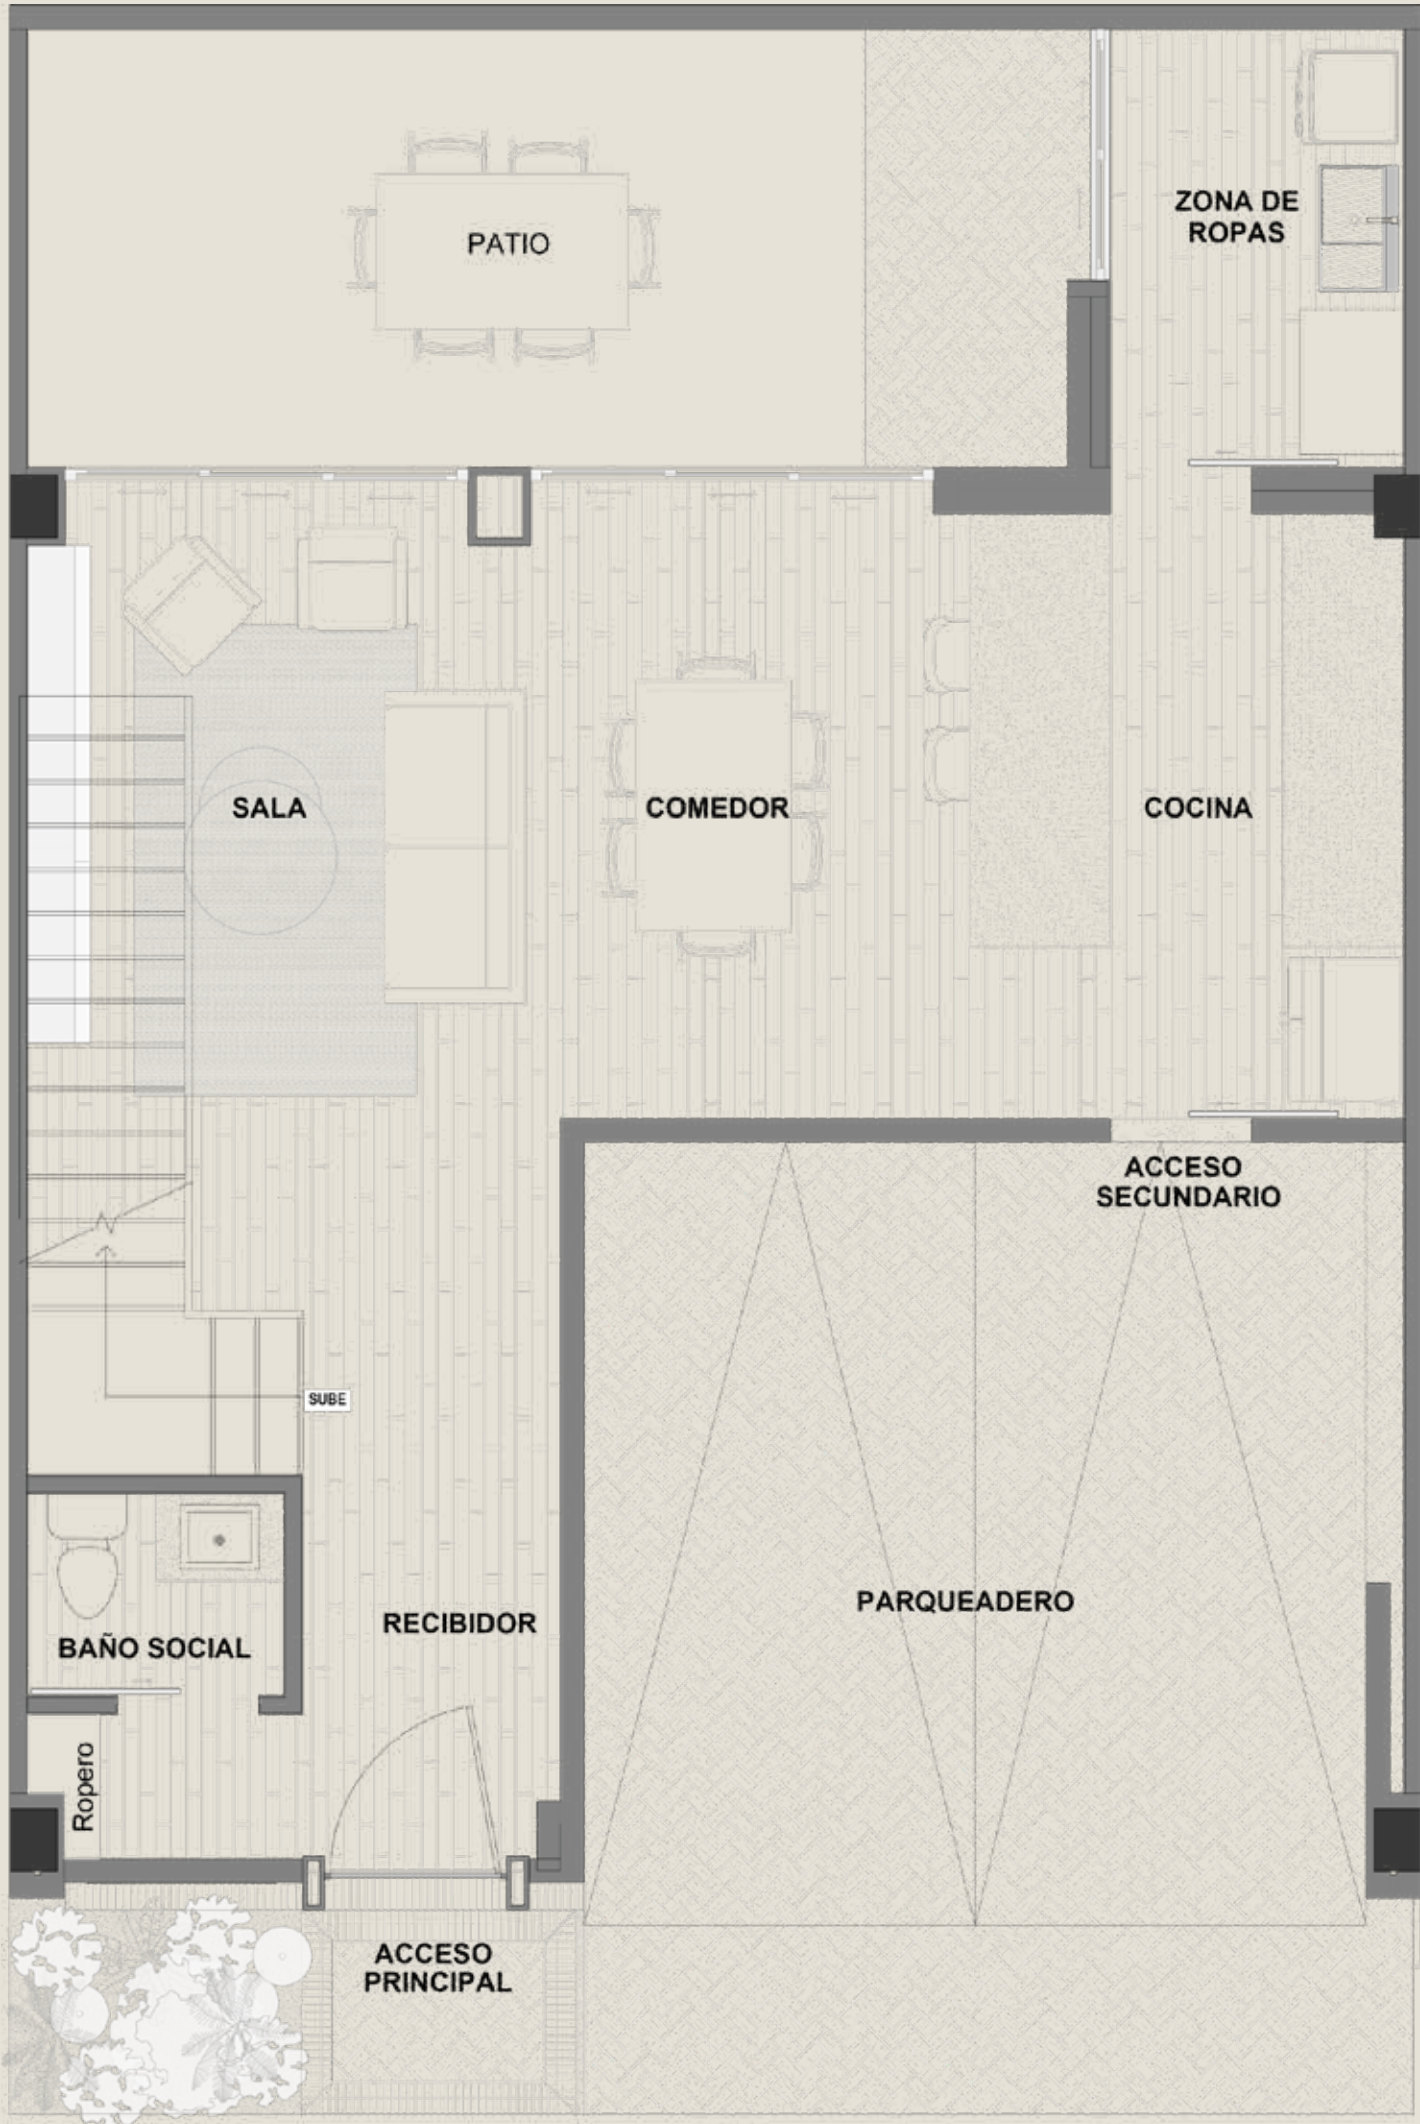 ZONA DE
ROPAS
PATIO
SALA
COMEDOR
COCINA
ACCESO
SECUNDARIO
SUBE
PARQUEADERO
RECIBIDOR
BAÑO SOCIAL
Ropero
ACCESO
PRINCIPAL